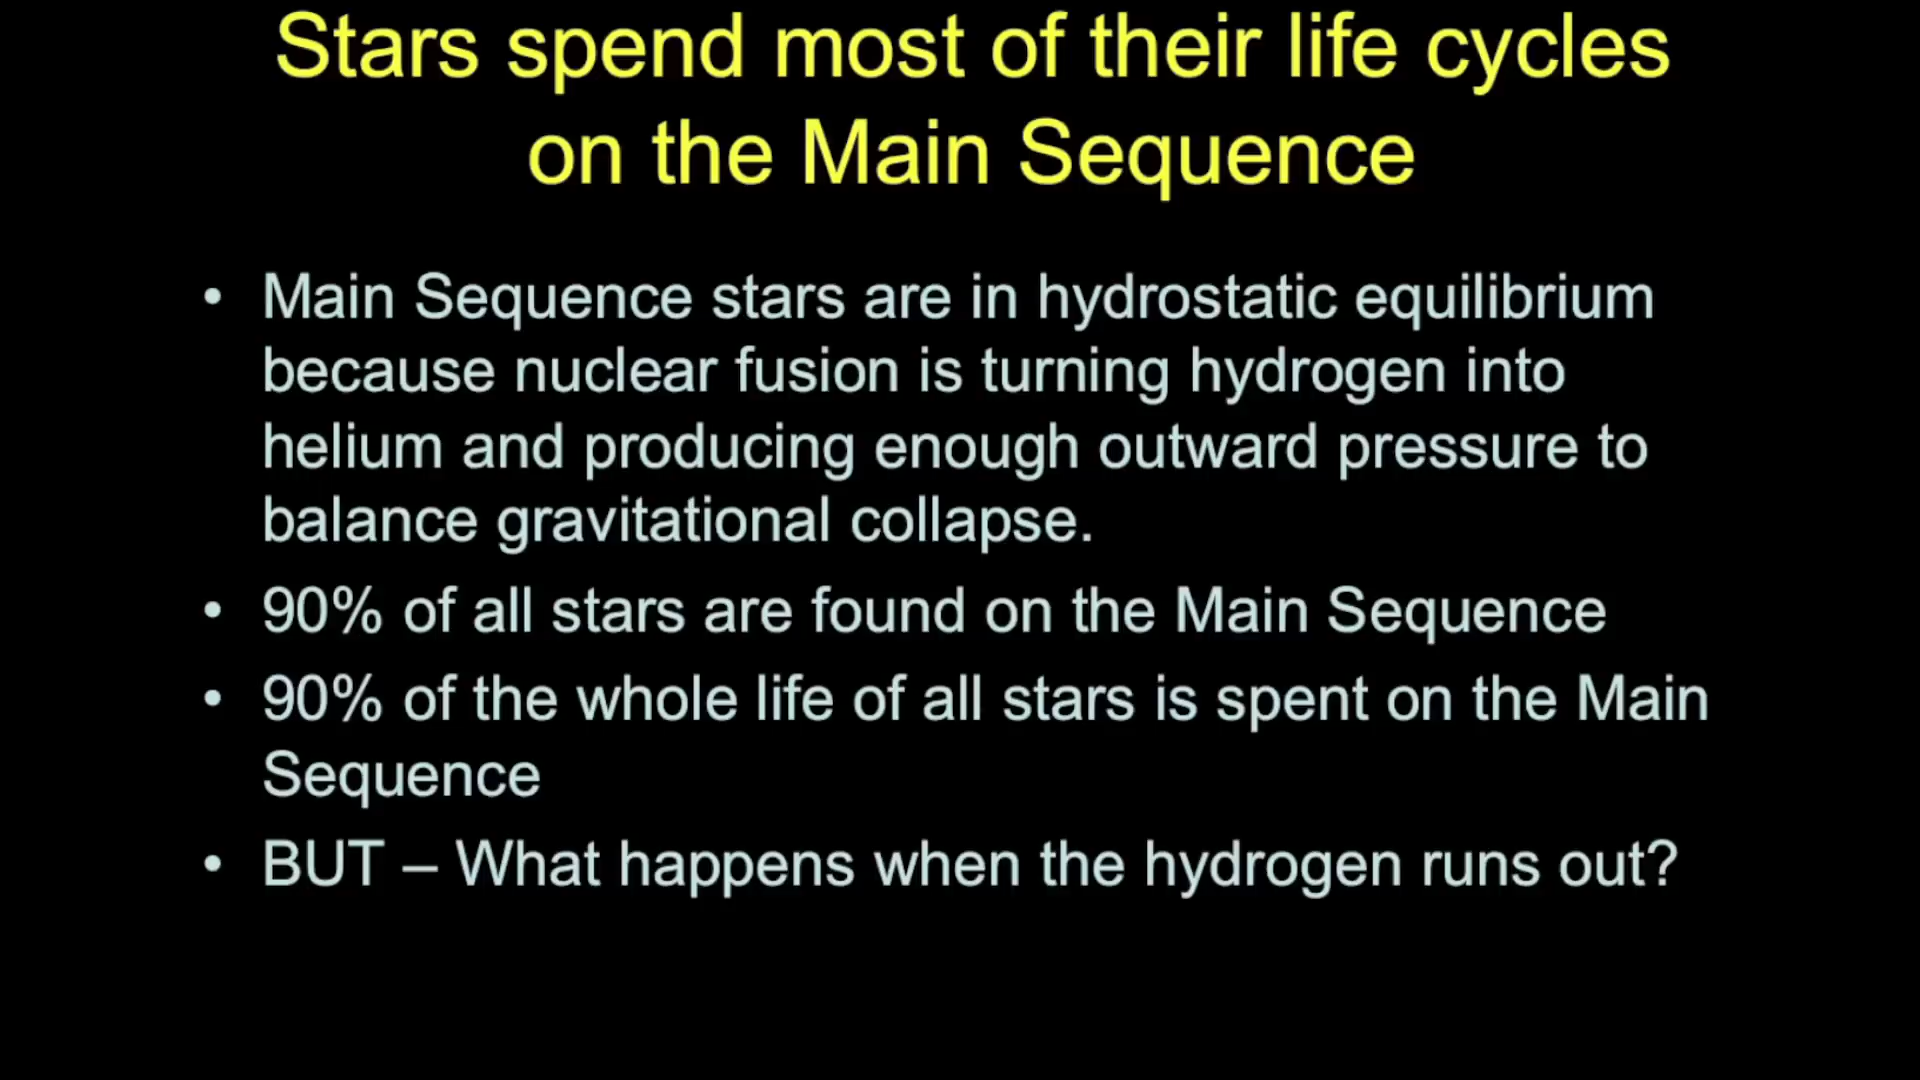 Stars spend most of their life cycles
on the Main Sequence
• Main Sequence stars are in hydrostatic equilibrium
because nuclear fusion is turning hydrogen into
helium and producing enough outward pressure to
balance gravitational collapse.
• 90% of all stars are found on the Main Sequence
• 90% of the whole life of all stars is spent on the Main
Sequence
• BUT – What happens when the hydrogen runs out?